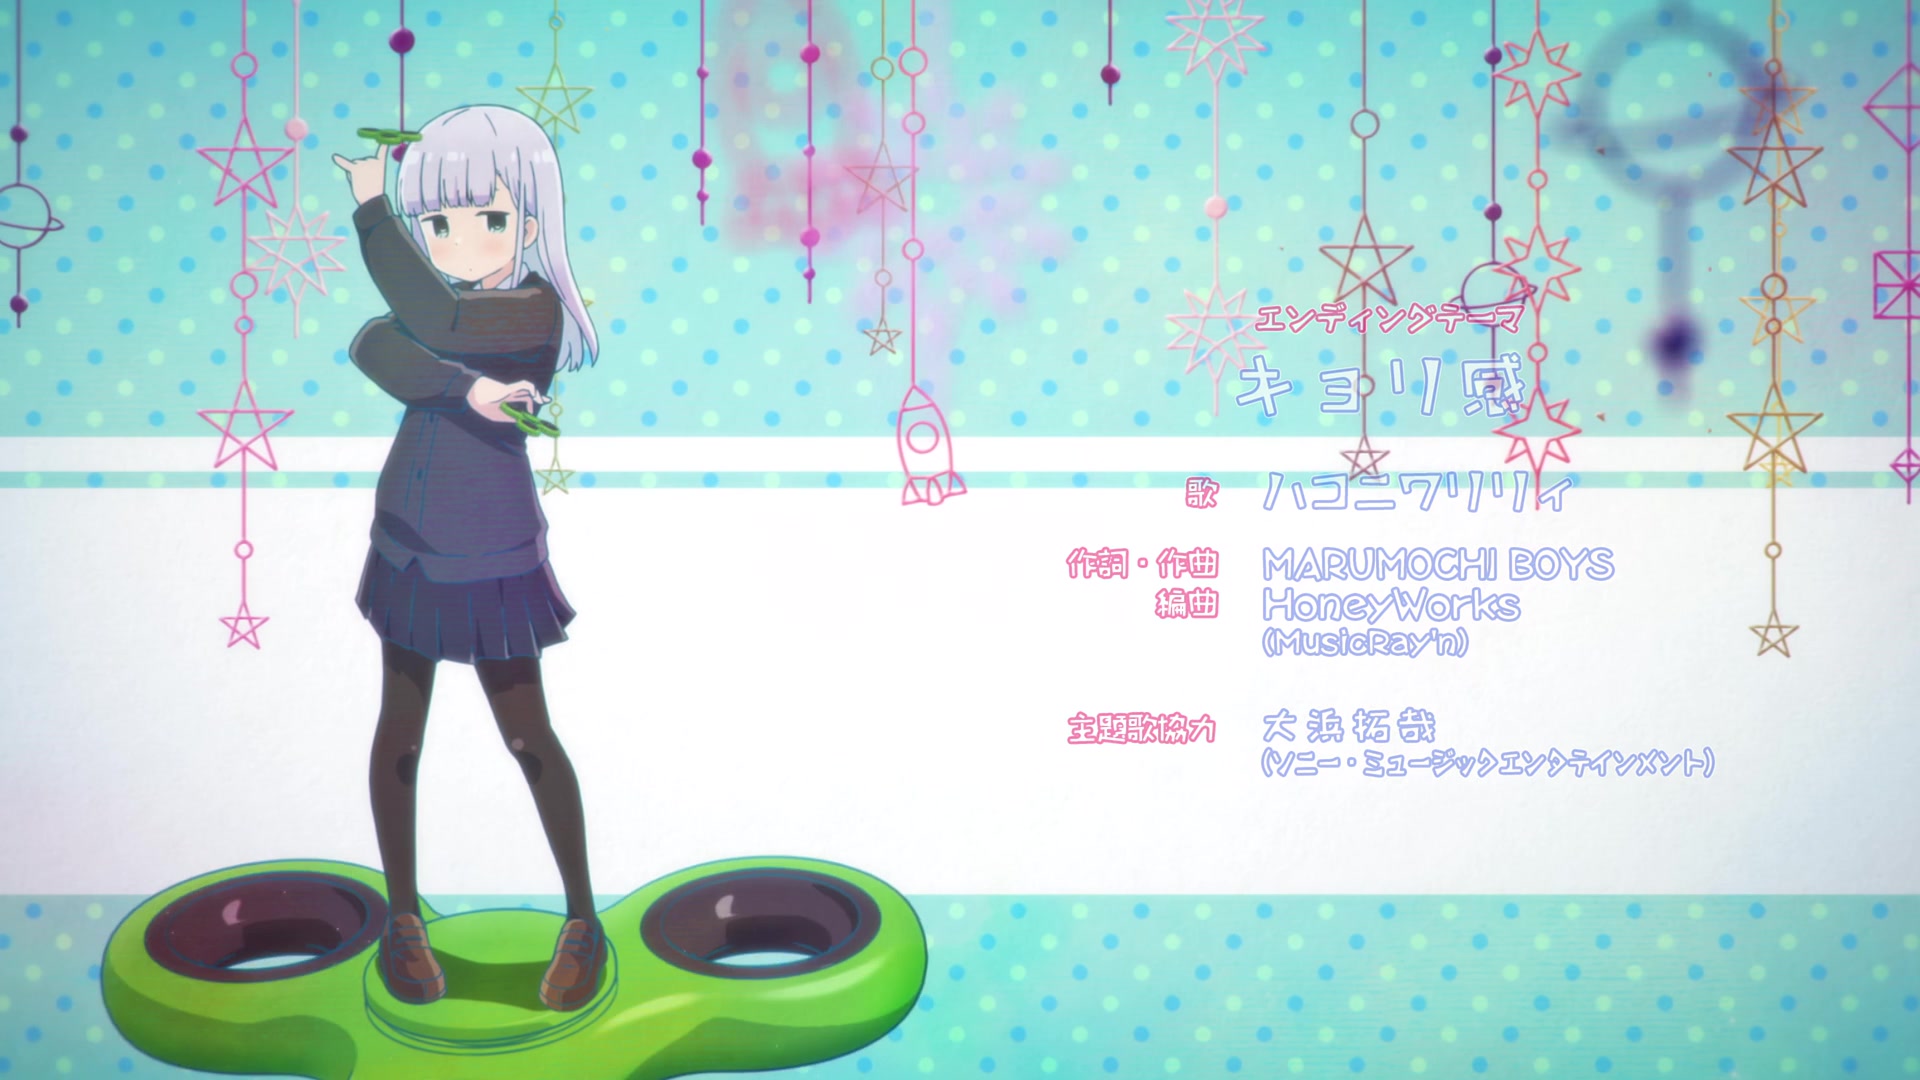 エンディングテーマ
キョリ感
歌 ハコニワリリィ
作詞・作曲 MARUMOCHI BOYS
編曲 HoneyWorks
(MusicRay'n)
主題歌協力 大浜拓哉
(ソニー・ミュージックエンタテインメント)